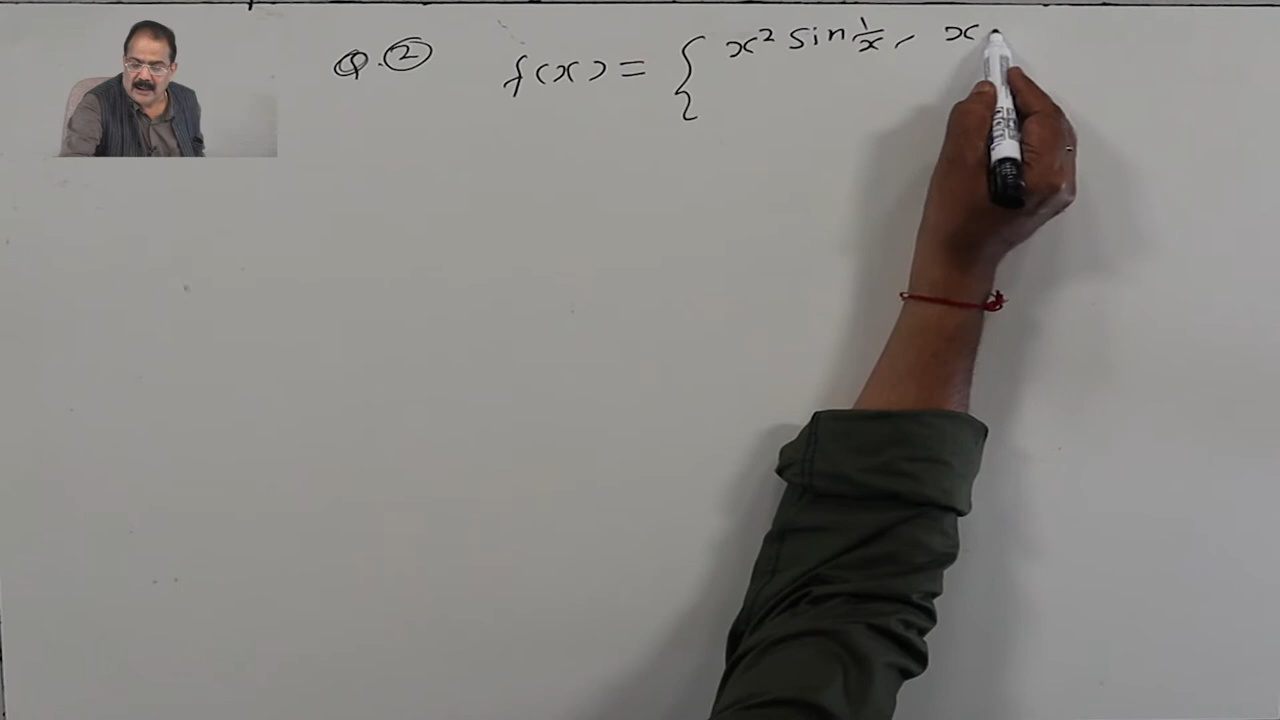 Q. ② f(x) = { x² sin 1/x, x